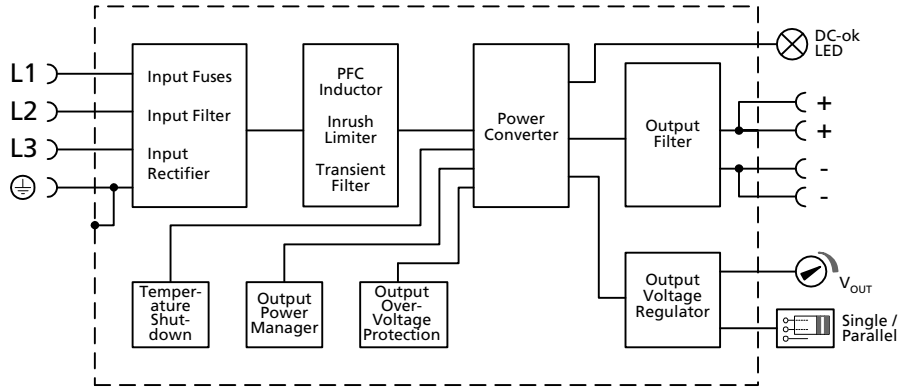 L1
L2
L3
Input Fuses
Input Filter
Input
Rectifier
PFC
Inductor
Inrush
Limiter
Transient
Filter
Power
Converter
Output
Filter
DC-ok
LED
+
+
-
-
Temper-
ature
Shut-
down
Output
Power
Manager
Output
Over-
Voltage
Protection
Output
Voltage
Regulator
VOUT
Single /
Parallel